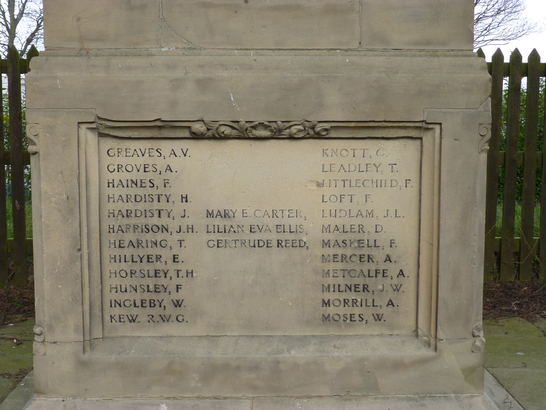 GREAVES, A.V.
GROVES, A.
HAINES, F.
HARDISTY, H.
HARDISTY, J.
HARRISON, J.H.
HEARING, T.
HILLYER, E.
HORSLEY, T.H.
HUNSLEY, F
INGLEBY, W.
KEW. R.W.G.
MARY E. CARTER,
LILIAN EVA ELLIS,
GERTRUDE REED,
KNOTT, G.
LEADLEY, T.
LITTLECHILD, F.
LOFT, F.
LUDLAM, J.L.
MALER, D.
MASKELL, F.
MERCER, A.
METCALFE, A.
MILNER, J.W.
MORRILL, A.
MOSES, W.